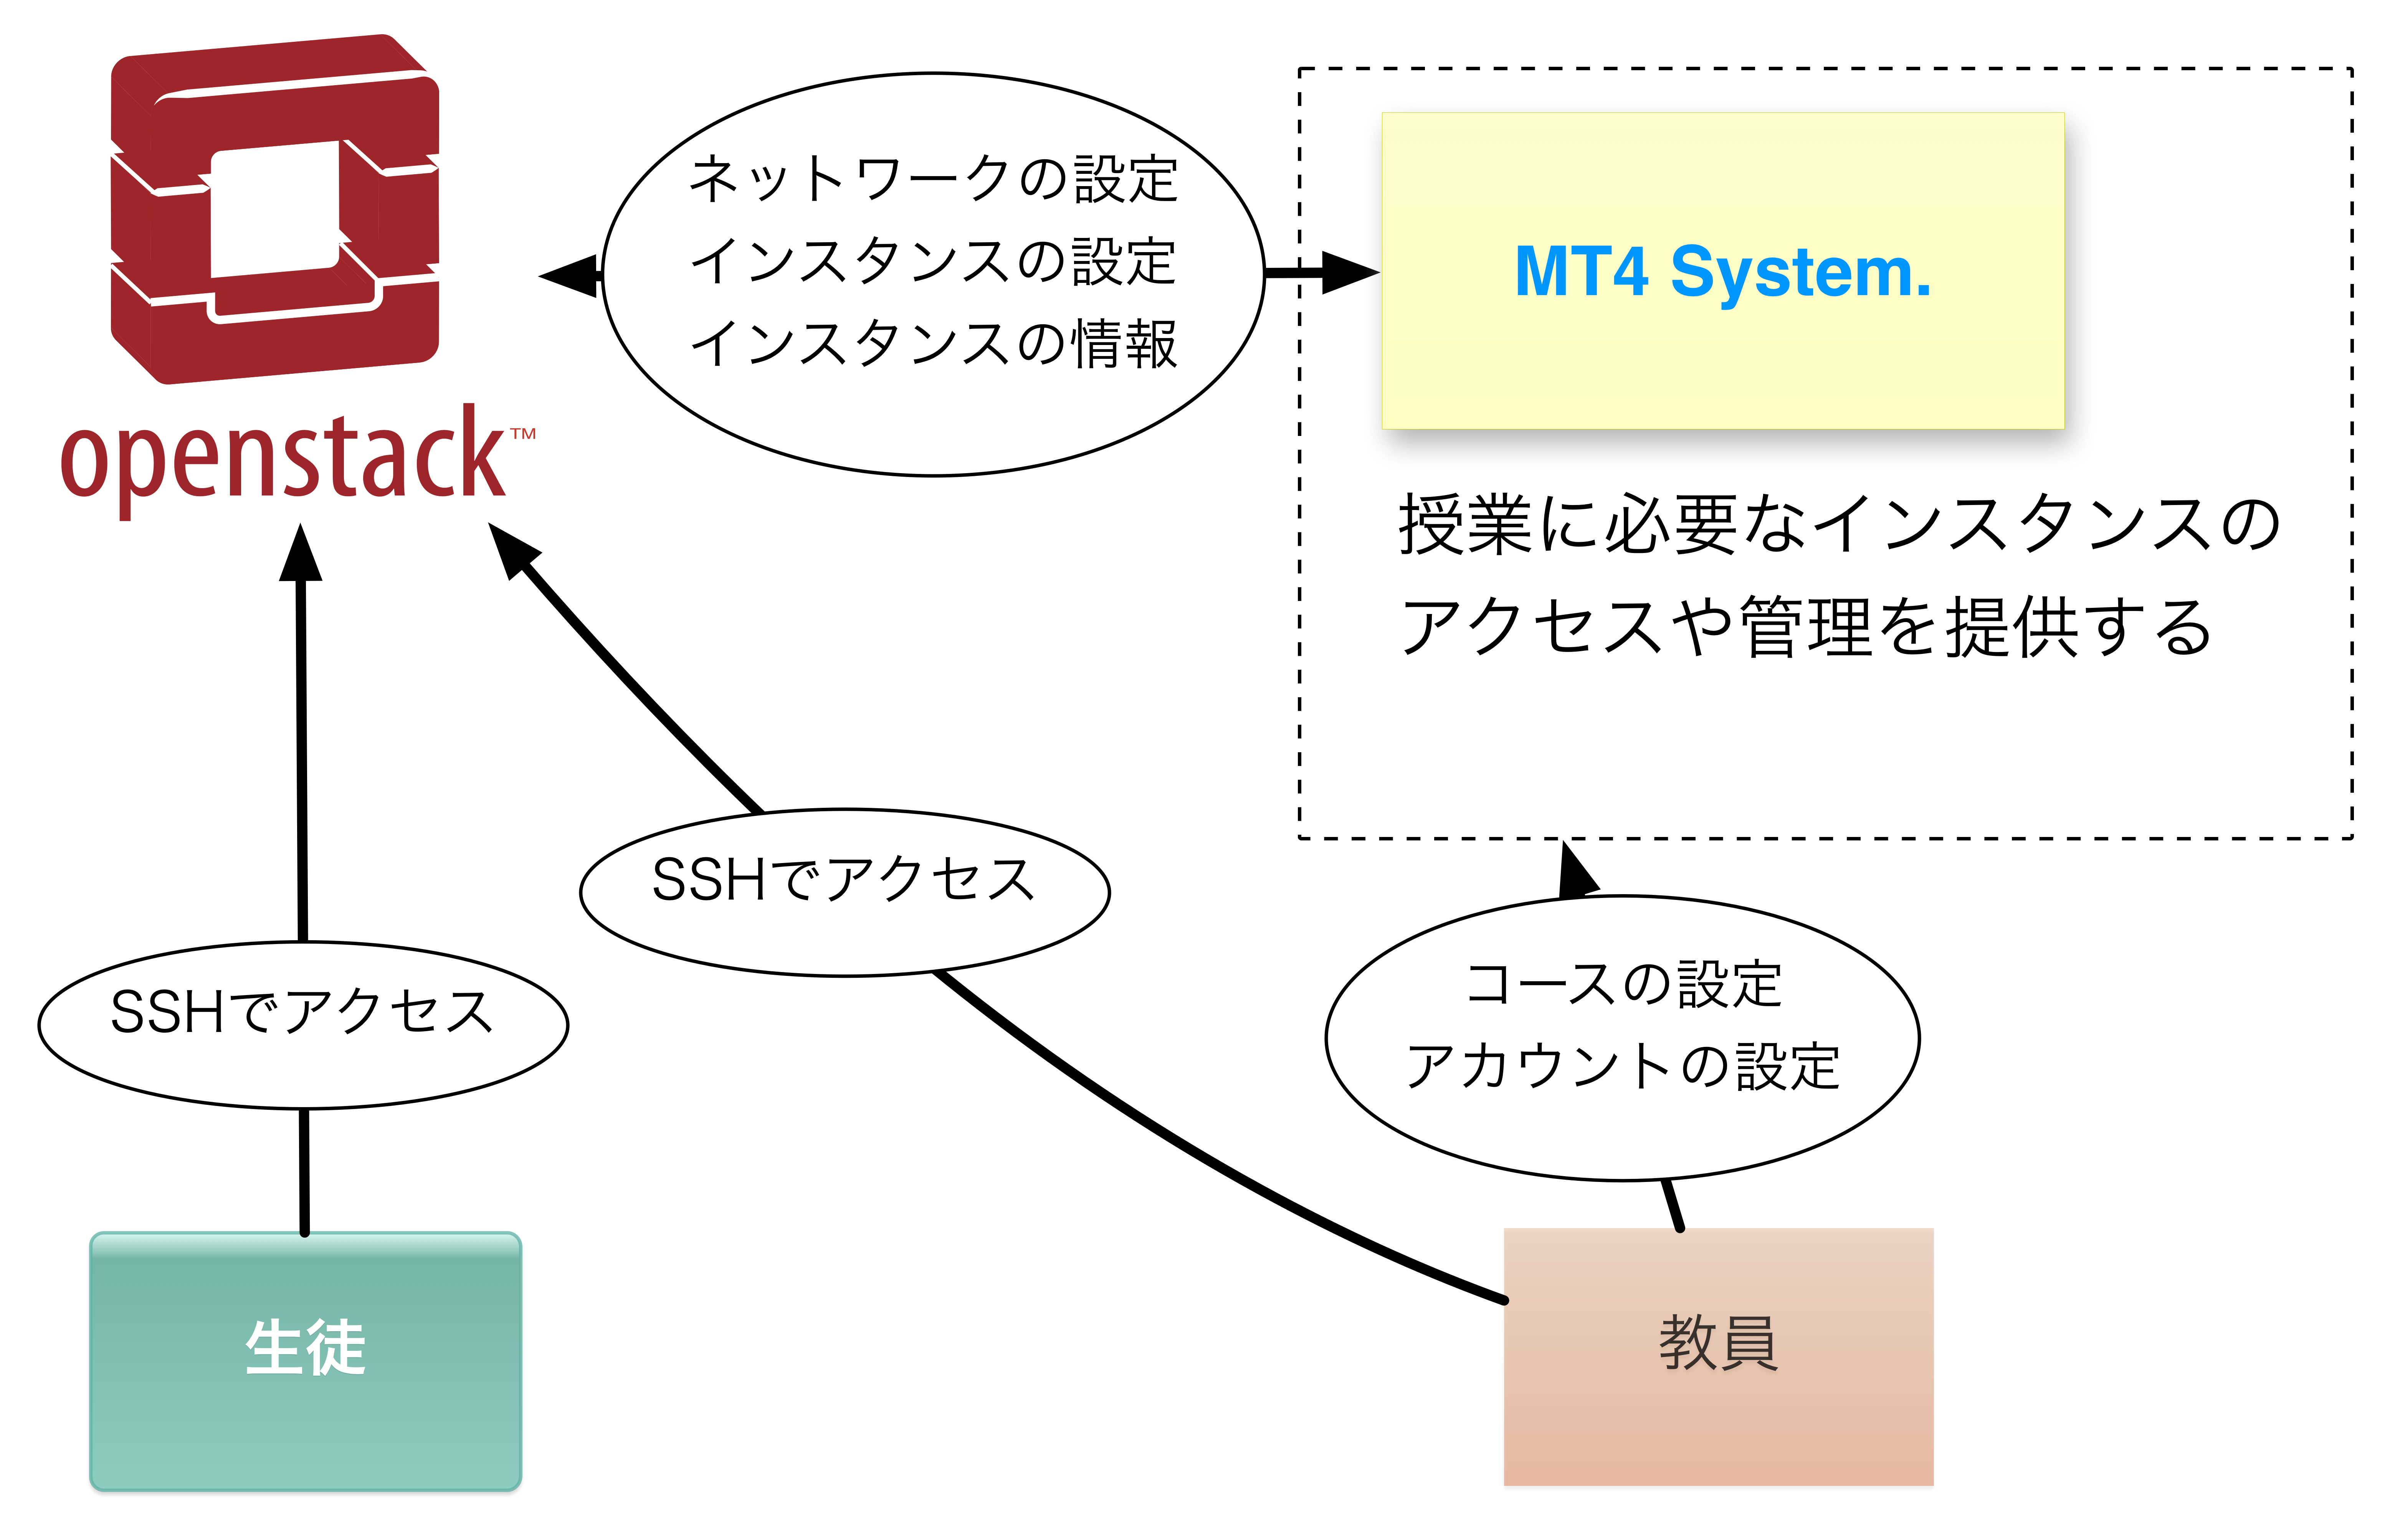 openstack™
ネットワークの設定
インスタンスの設定
インスタンスの情報
MT4 System.
授業に必要なインスタンスの
アクセスや管理を提供する
SSHでアクセス
SSHでアクセス
コースの設定
アカウントの設定
生徒
教員